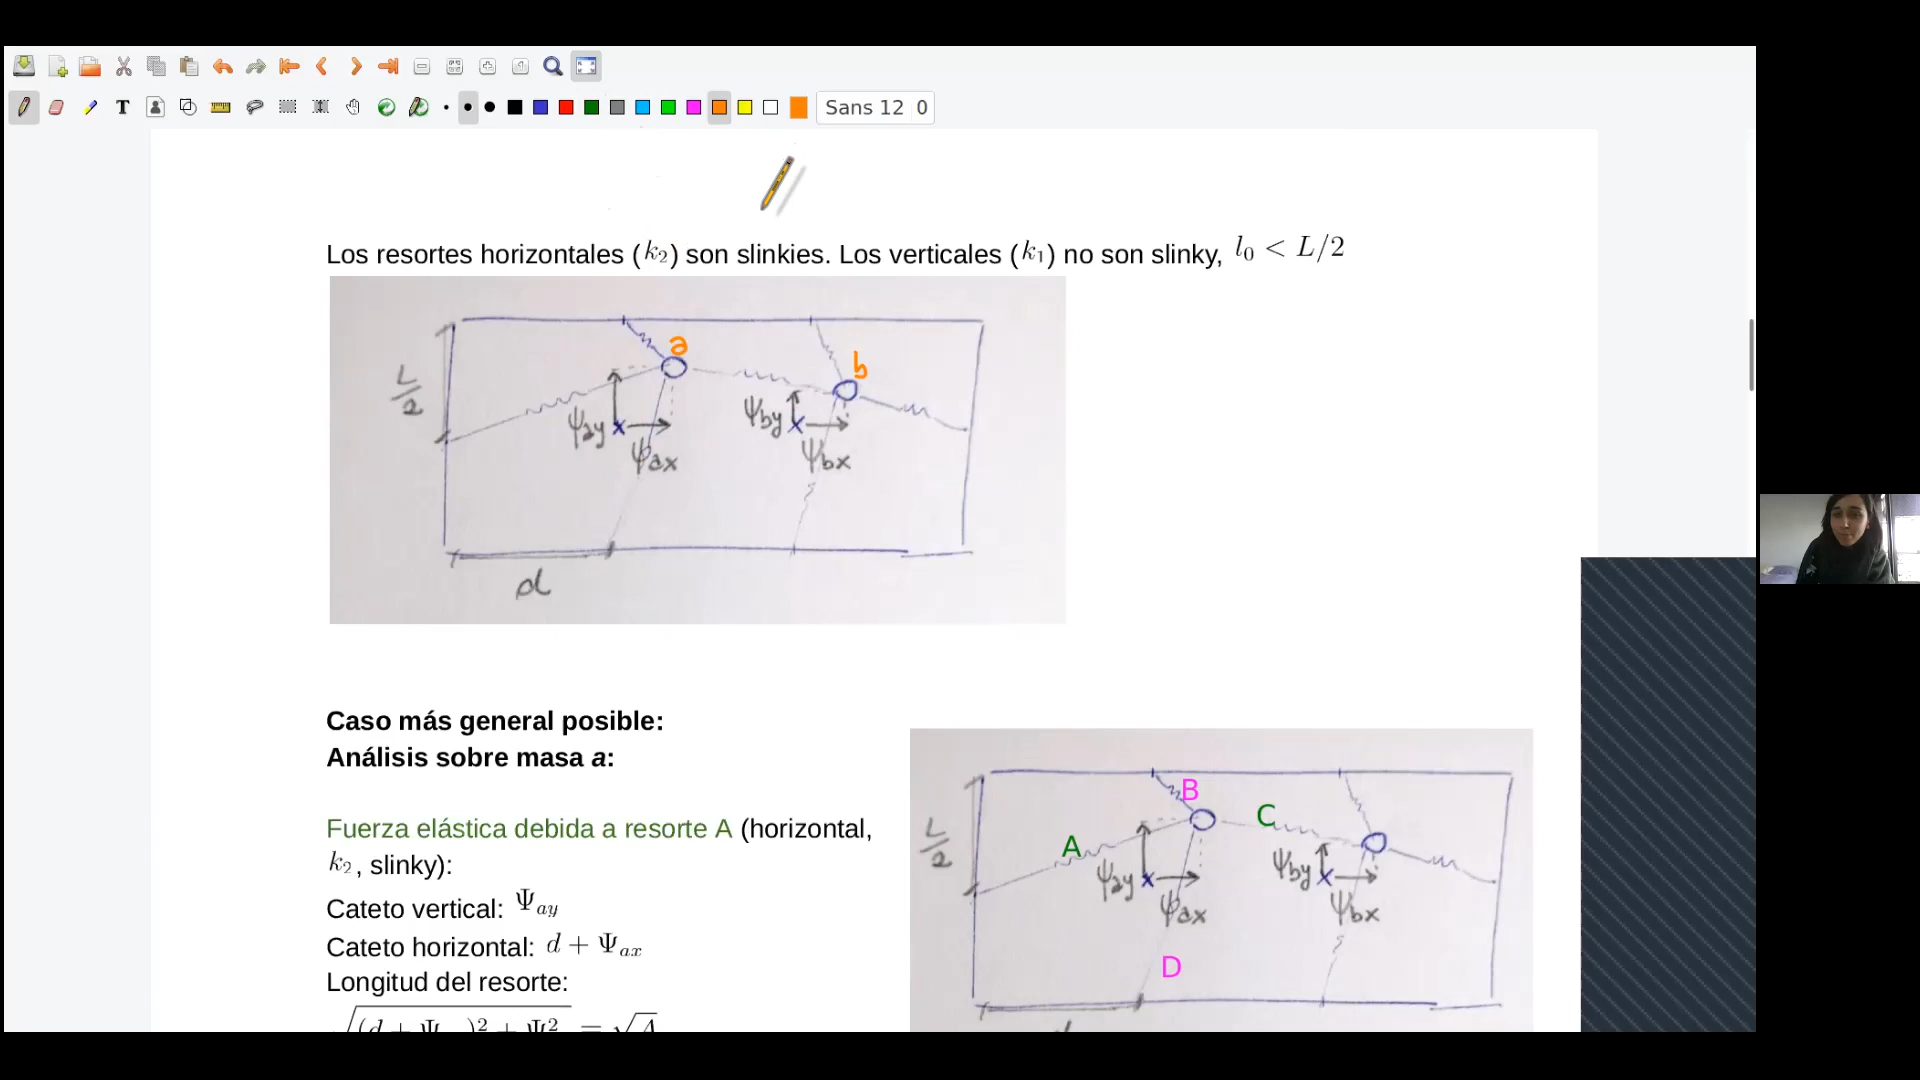 Sans 12 0
Los resortes horizontales (k₂) son slinkies. Los verticales (k₁) no son slinky, l₀ < L/2
L/2
a
b
Ψay
Ψax
Ψby
Ψbx
d
Caso más general posible:
Análisis sobre masa a:
Fuerza elástica debida a resorte A (horizontal,
k₂, slinky):
Cateto vertical: Ψay
Cateto horizontal: d + Ψax
Longitud del resorte:
L/2
A
B
C
D
Ψay
Ψax
Ψby
Ψbx